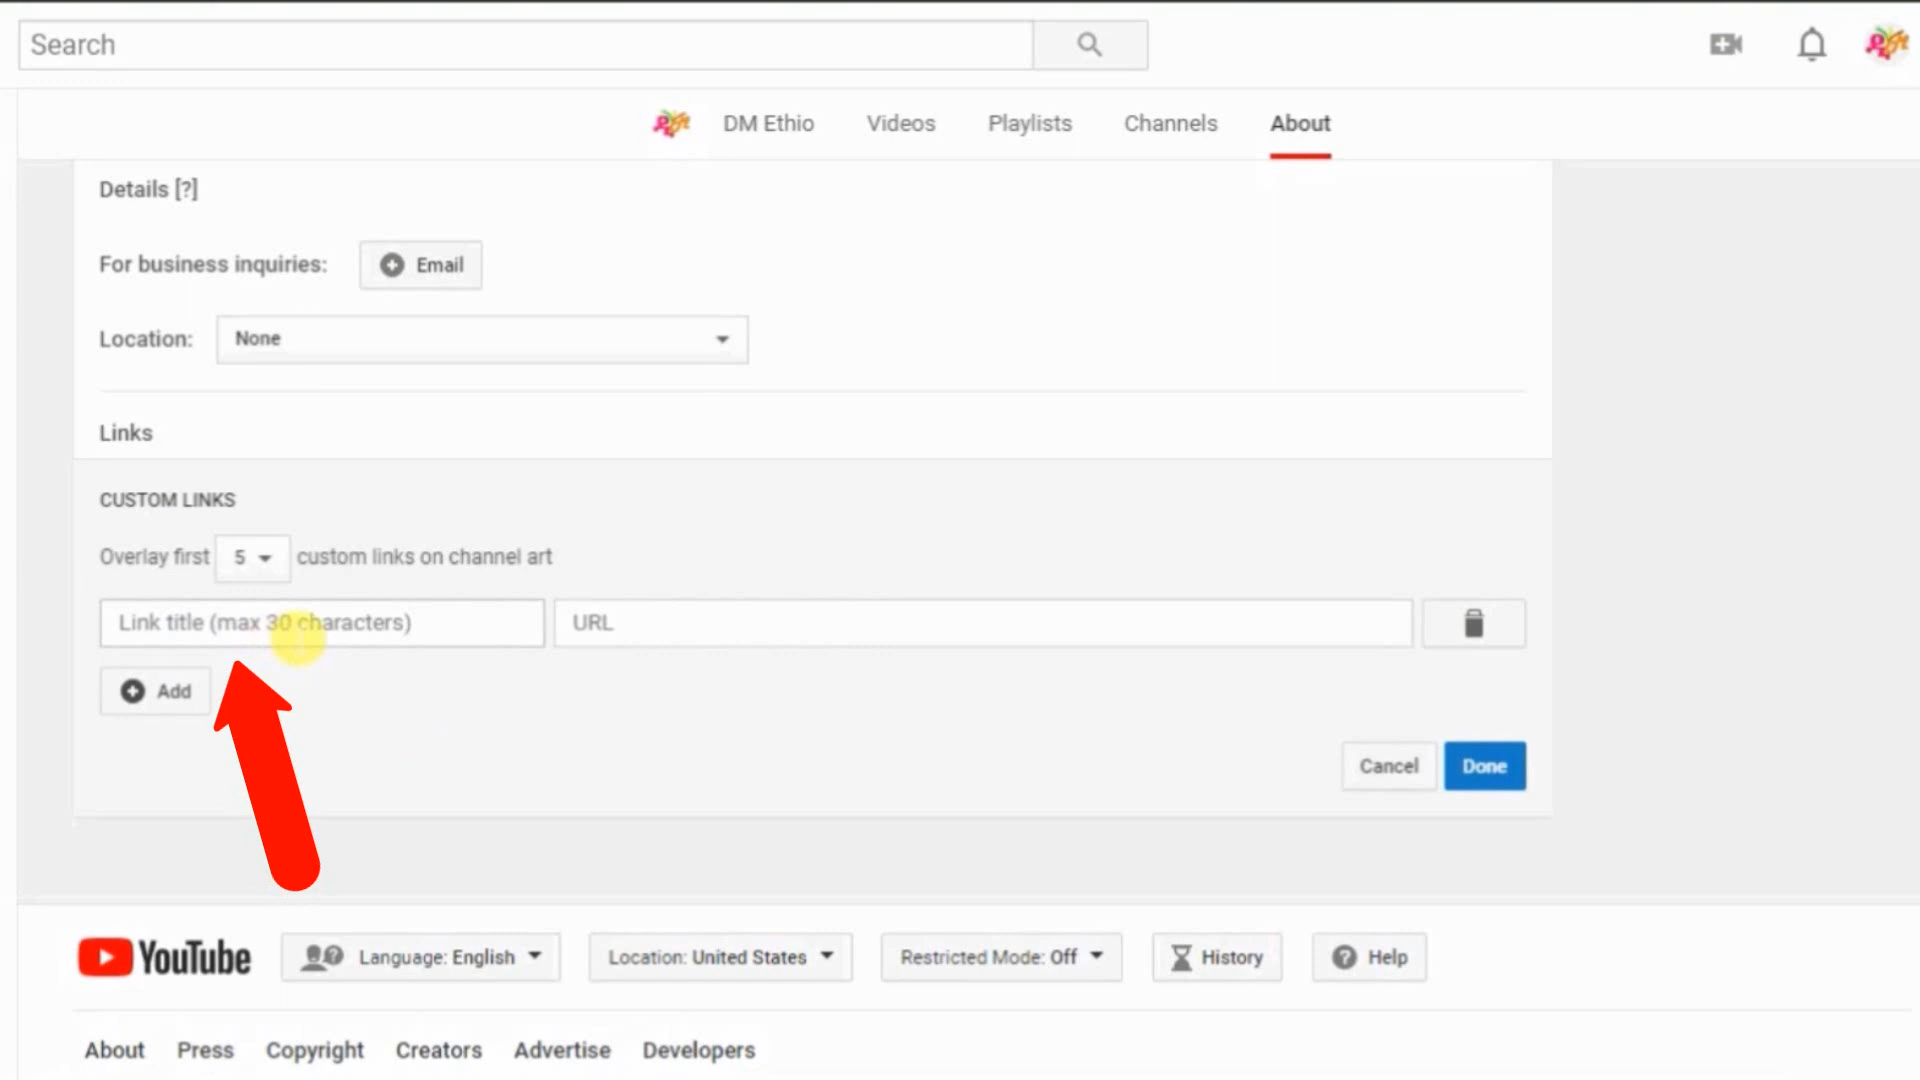 Search
DM Ethio Videos Playlists Channels About
Details [?]
For business inquiries: Email
Location: None
Links
CUSTOM LINKS
Overlay first 5 custom links on channel art
Link title (max 30 characters) URL
Add
Cancel Done
YouTube Language: English Location: United States Restricted Mode: Off History Help
About Press Copyright Creators Advertise Developers